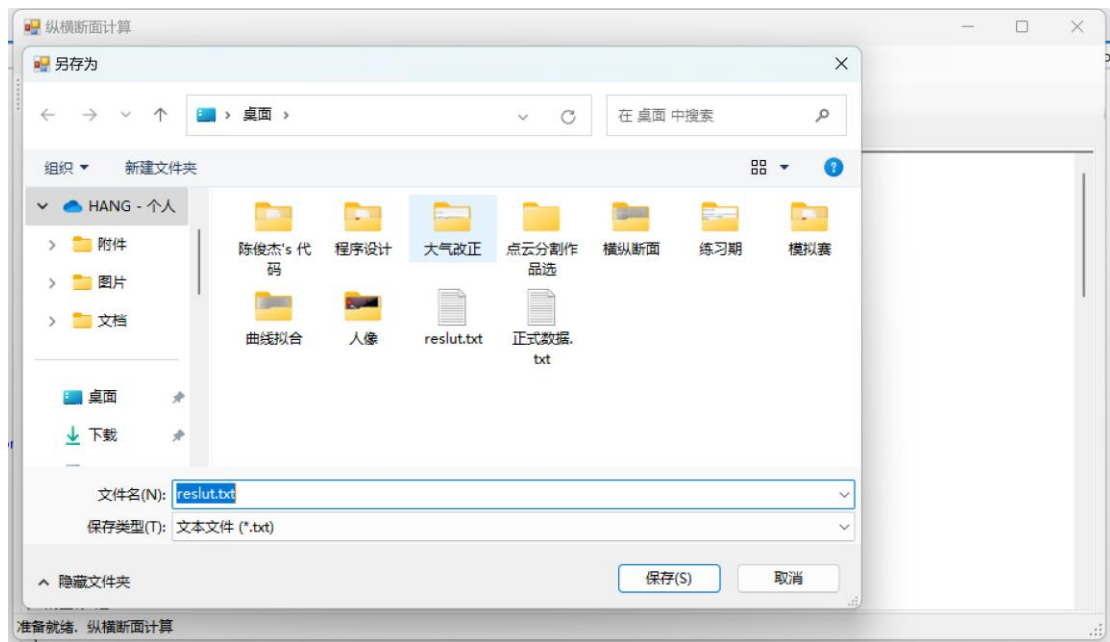 纵横断面计算
另存为
桌面
在 桌面 中搜索
组织
新建文件夹
HANG - 个人
附件
图片
文档
桌面
下载
陈俊杰's 代
码
程序设计
大气改正
点云分割作
品选
横纵断面
练习期
模拟赛
曲线拟合
人像
reslut.txt
正式数据.
txt
文件名(N): reslut.txt
保存类型(T): 文本文件 (*.txt)
隐藏文件夹
保存(S)
取消
准备就绪. 纵横断面计算